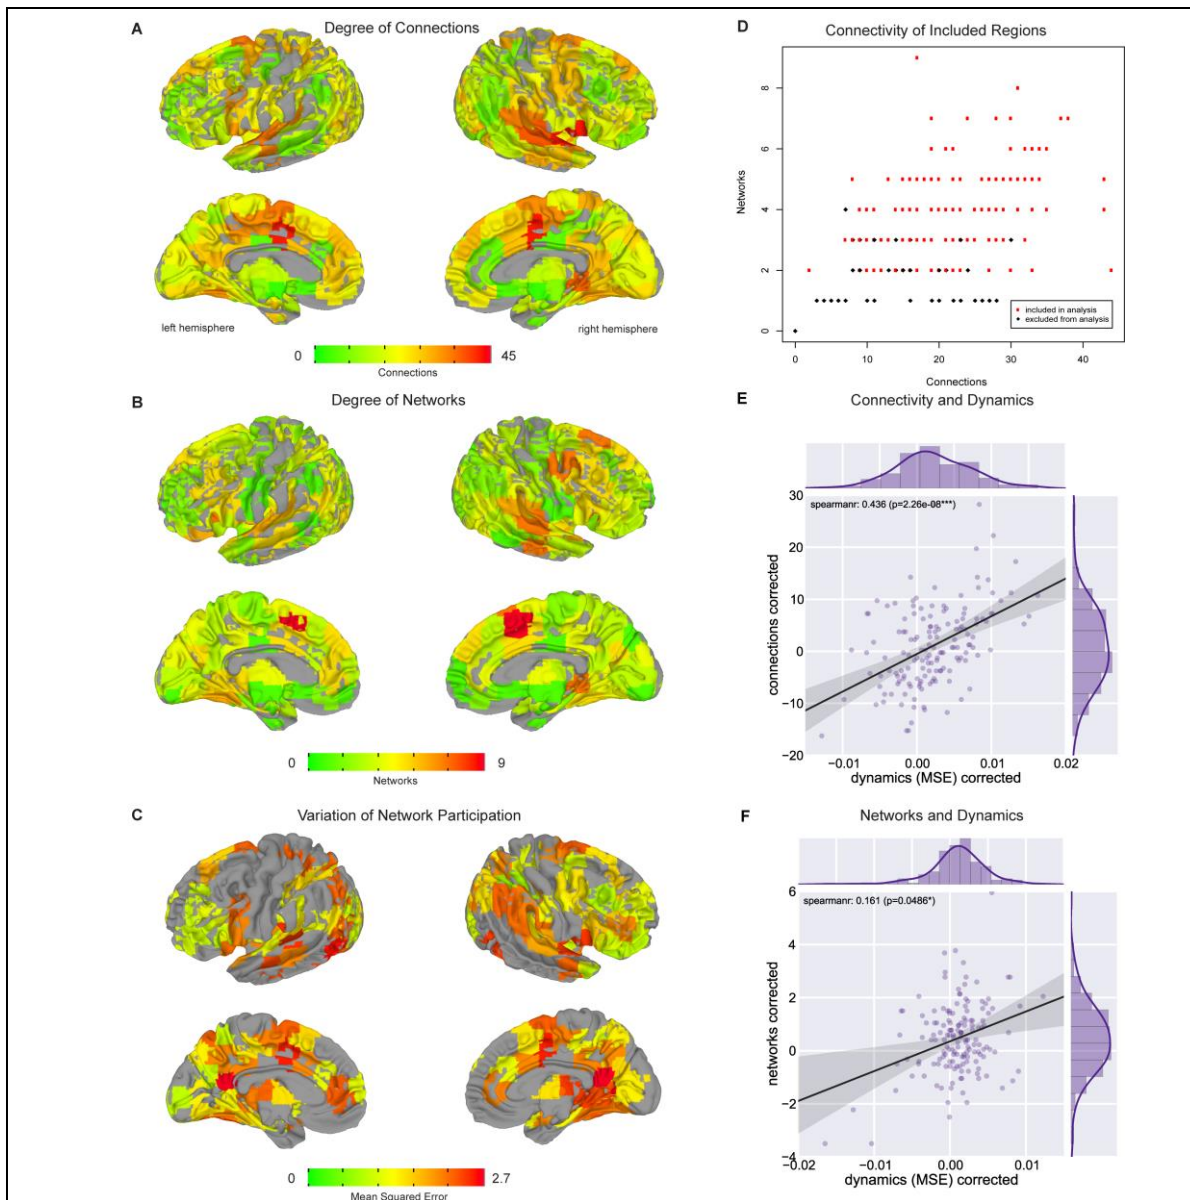 A
Degree of Connections
left hemisphere
right hemisphere
0
45
Connections
B
Degree of Networks
0
9
Networks
C
Variation of Network Participation
0
2.7
Mean Squared Error
D
Connectivity of Included Regions
Networks
8
6
4
2
0
included in analysis
excluded from analysis
0 10 20 30 40
Connections
E
Connectivity and Dynamics
spearmanr: 0.436 (p=2.26e-08***)
connections corrected
30
20
10
0
−10
−20
−0.01 0.00 0.01 0.02
dynamics (MSE) corrected
F
Networks and Dynamics
spearmanr: 0.161 (p=0.0486*)
networks corrected
6
4
2
0
−2
−4
−0.02 −0.01 0.00 0.01
dynamics (MSE) corrected